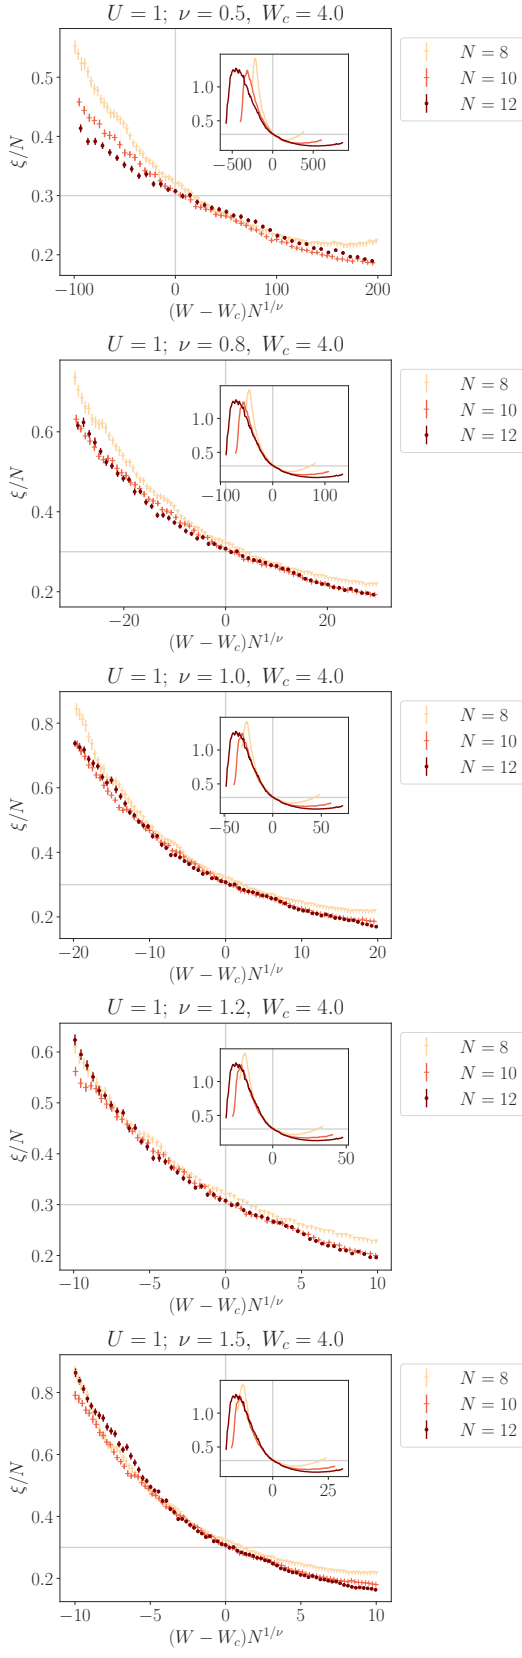 U = 1; ν = 0.5, W_c = 4.0
N = 8
N = 10
N = 12
ξ/N
0.5
0.4
0.3
0.2
1.0
0.5
−500 0 500
−100 0 100 200
(W − W_c)N^{1/ν}
U = 1; ν = 0.8, W_c = 4.0
N = 8
N = 10
N = 12
ξ/N
0.6
0.4
0.2
1.0
0.5
−100 0 100
−20 0 20
(W − W_c)N^{1/ν}
U = 1; ν = 1.0, W_c = 4.0
N = 8
N = 10
N = 12
ξ/N
0.8
0.6
0.4
0.2
1.0
0.5
−50 0 50
−20 −10 0 10 20
(W − W_c)N^{1/ν}
U = 1; ν = 1.2, W_c = 4.0
N = 8
N = 10
N = 12
ξ/N
0.6
0.5
0.4
0.3
0.2
1.0
0.5
0 50
−10 −5 0 5 10
(W − W_c)N^{1/ν}
U = 1; ν = 1.5, W_c = 4.0
N = 8
N = 10
N = 12
ξ/N
0.8
0.6
0.4
0.2
1.0
0.5
0 25
−10 −5 0 5 10
(W − W_c)N^{1/ν}